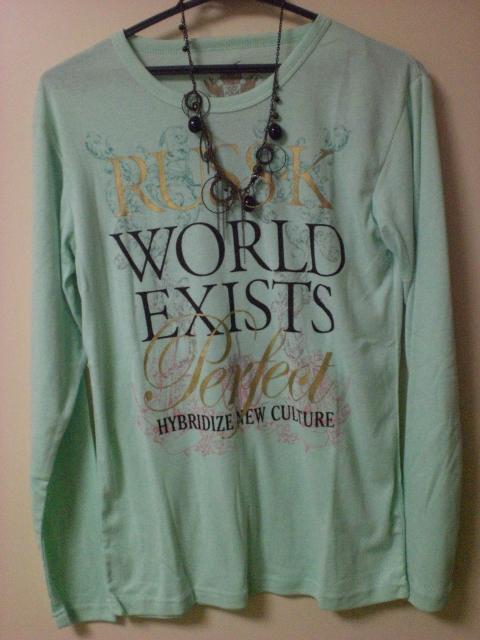 WORLD
EXISTS
Perfect
HYBRIDIZE NEW CULTURE